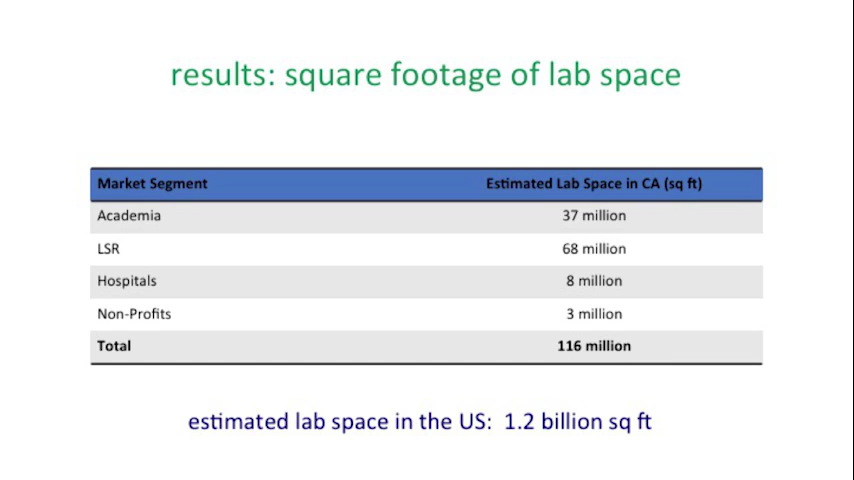 results: square footage of lab space
Market Segment Estimated Lab Space in CA (sq ft)
Academia 37 million
LSR 68 million
Hospitals 8 million
Non-Profits 3 million
Total 116 million
estimated lab space in the US: 1.2 billion sq ft